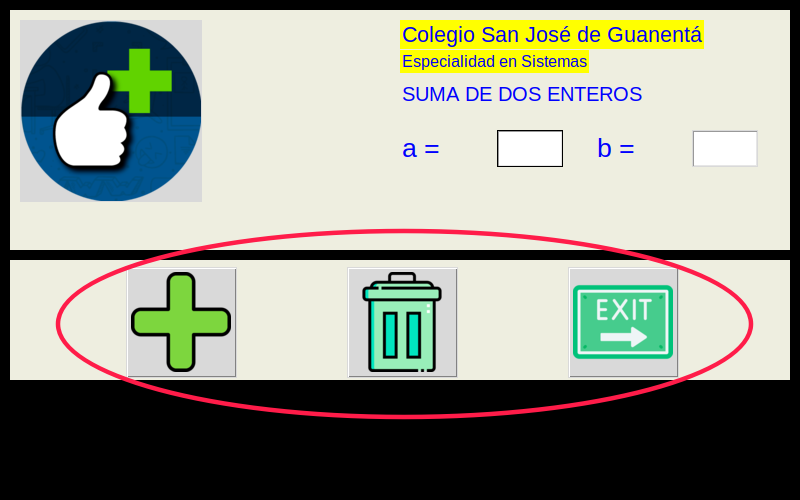 Colegio San José de Guanentá
Especialidad en Sistemas
SUMA DE DOS ENTEROS
a =
b =
EXIT